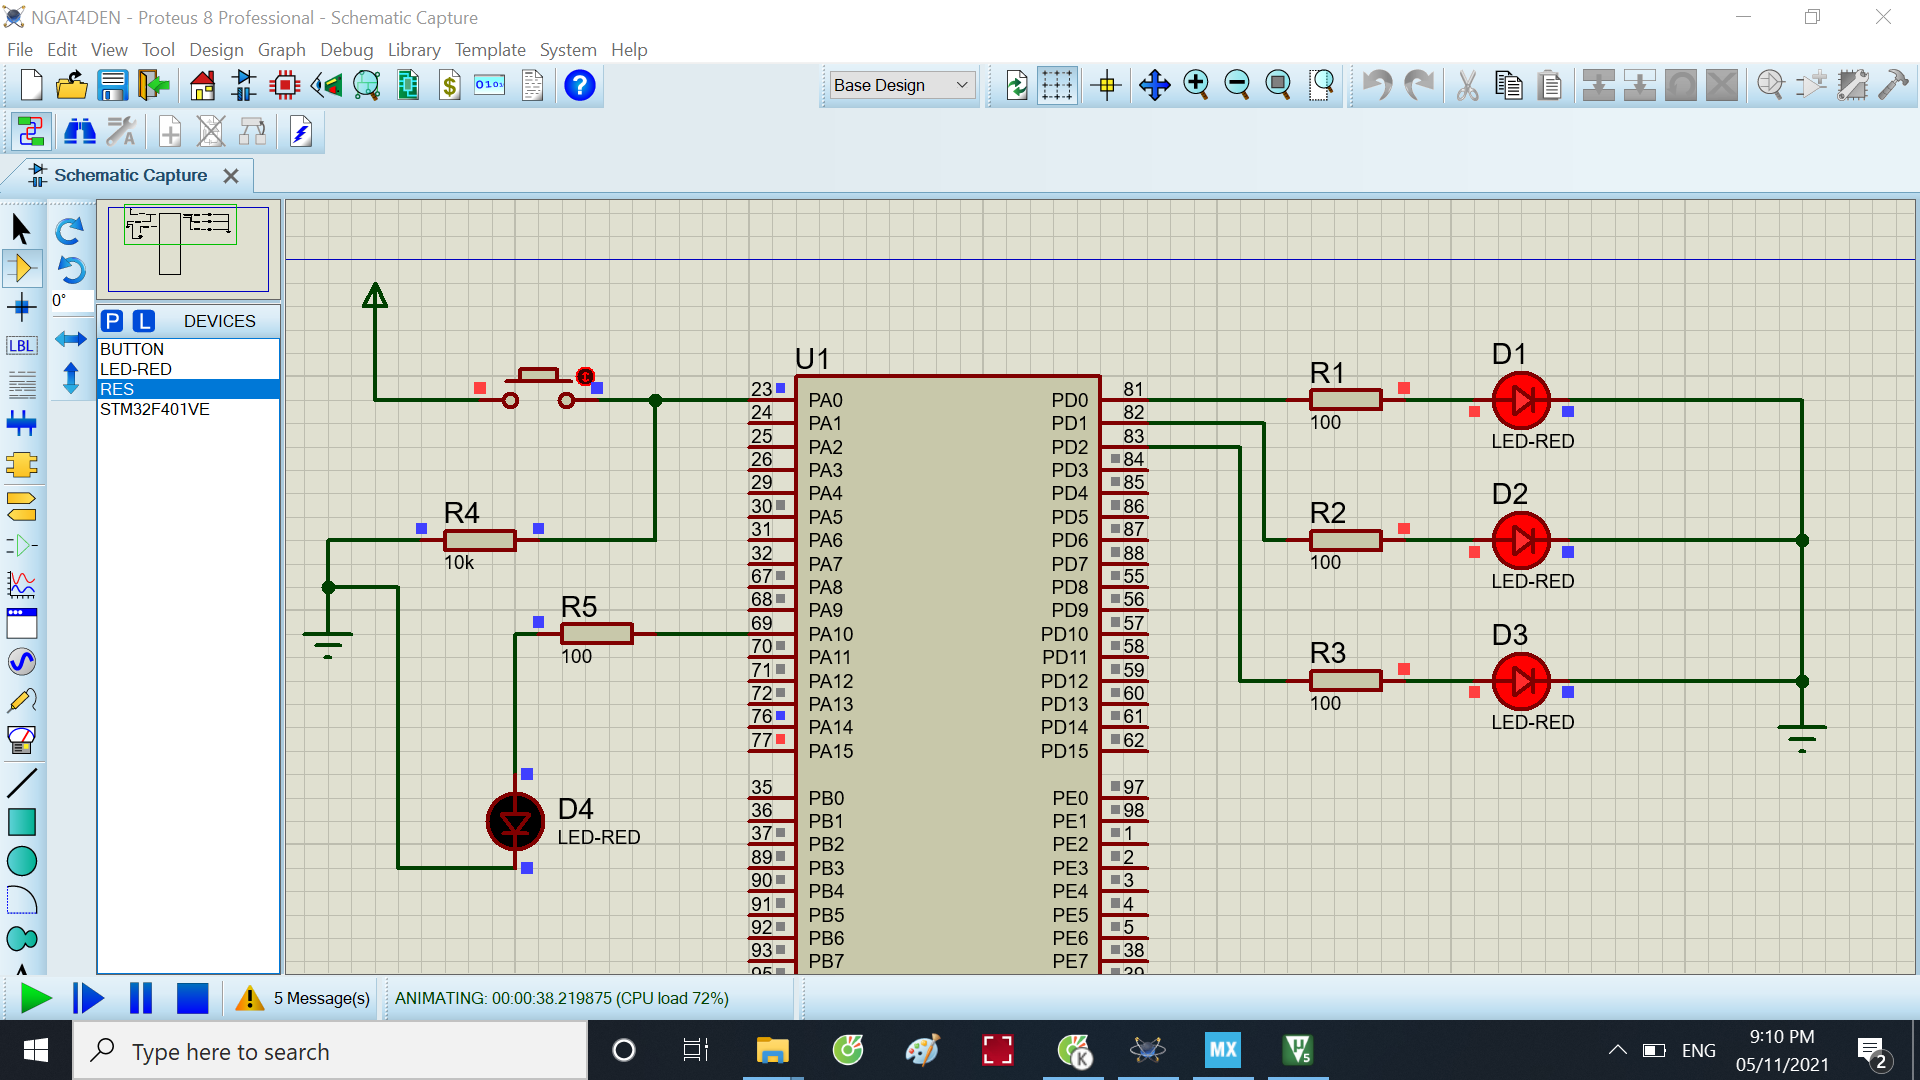 NGAT4DEN - Proteus 8 Professional - Schematic Capture
File Edit View Tool Design Graph Debug Library Template System Help
Base Design
Schematic Capture
0°
P L DEVICES
BUTTON
LED-RED
RES
STM32F401VE
LBL
U1
23 PA0
24 PA1
25 PA2
26 PA3
29 PA4
30 PA5
31 PA6
32 PA7
67 PA8
68 PA9
69 PA10
70 PA11
71 PA12
72 PA13
76 PA14
77 PA15
35 PB0
36 PB1
37 PB2
89 PB3
90 PB4
91 PB5
92 PB6
93 PB7
95
PD0 81
PD1 82
PD2 83
PD3 84
PD4 85
PD5 86
PD6 87
PD7 88
PD8 55
PD9 56
PD10 57
PD11 58
PD12 59
PD13 60
PD14 61
PD15 62
PE0 97
PE1 98
PE2 1
PE3 2
PE4 3
PE5 4
PE6 5
PE7 38
39
R4
10k
R5
100
D4
LED-RED
R1
100
D1
LED-RED
R2
100
D2
LED-RED
R3
100
D3
LED-RED
5 Message(s)
ANIMATING: 00:00:38.219875 (CPU load 72%)
Type here to search
K
MX
5
ENG
9:10 PM
05/11/2021
2